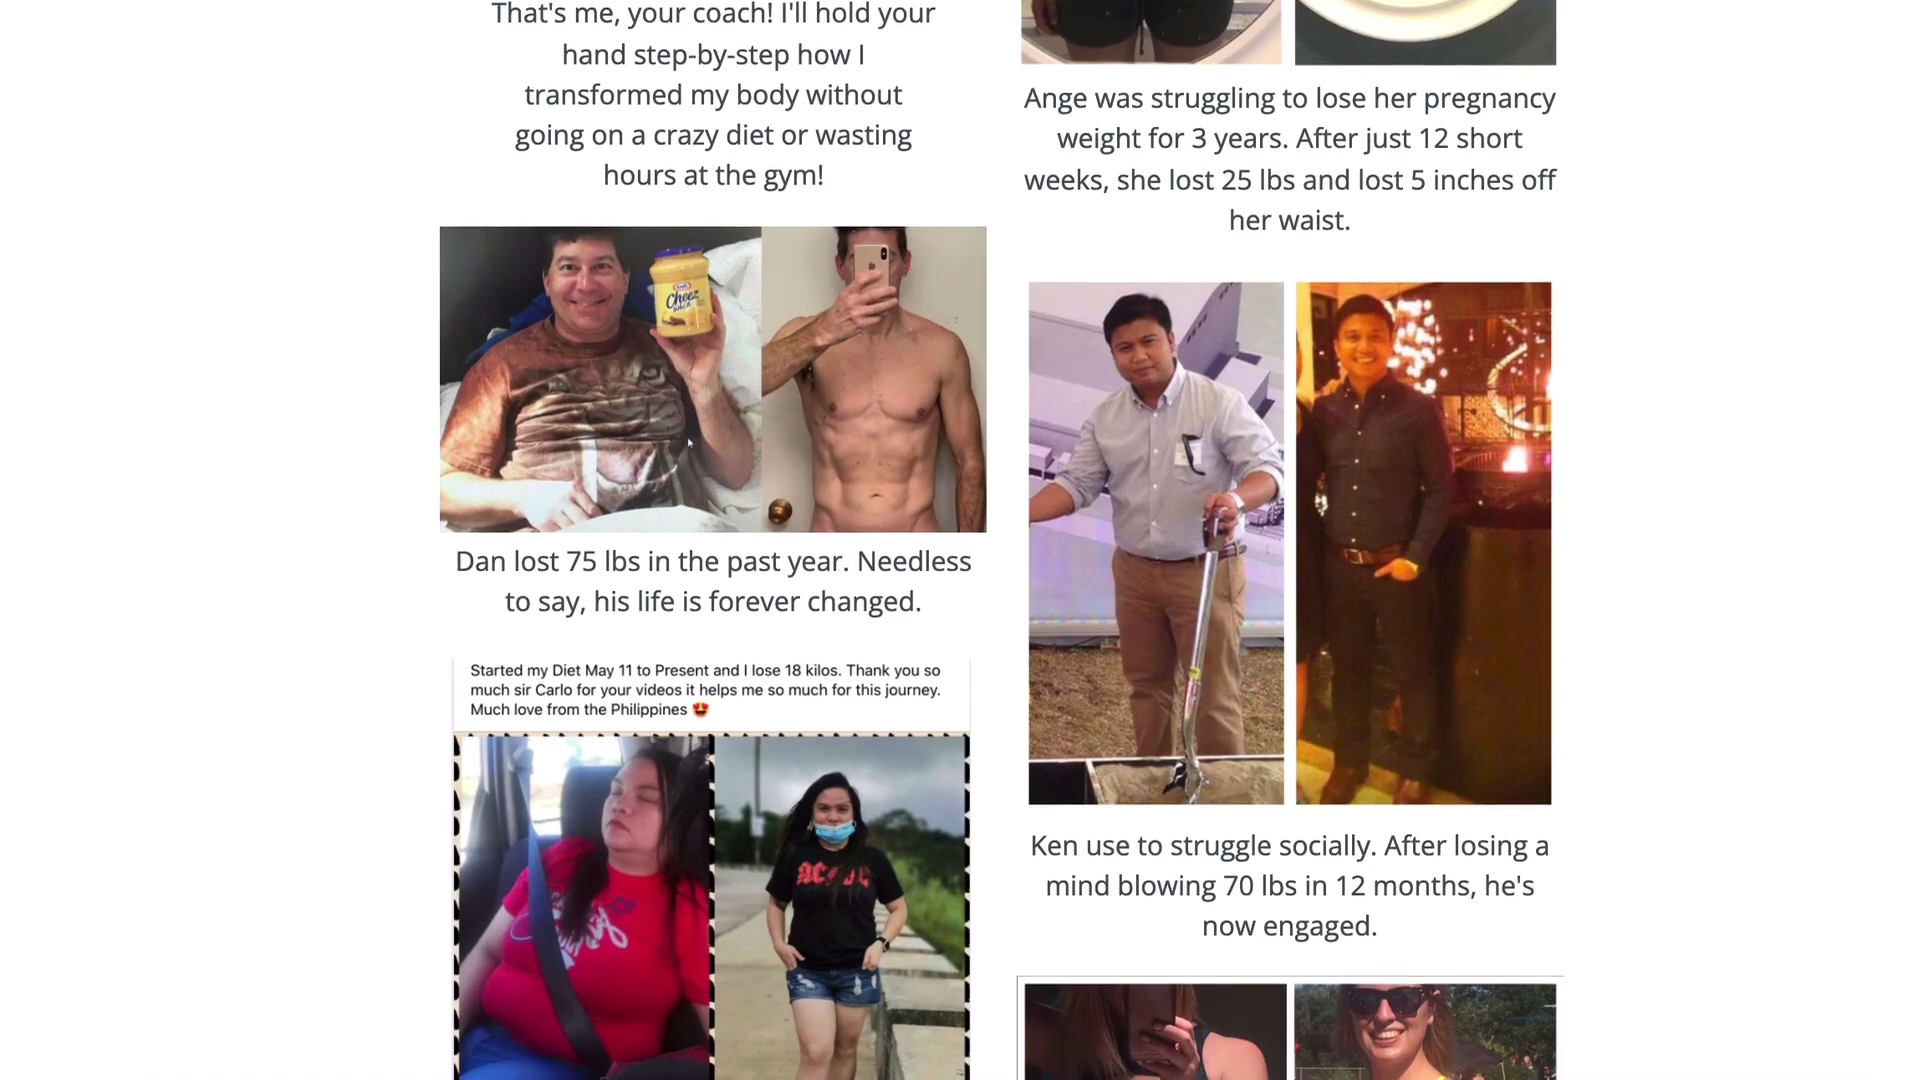 That's me, your coach! I'll hold your
hand step-by-step how I
transformed my body without
going on a crazy diet or wasting
hours at the gym!
Kraft
Cheez
Whiz
Dan lost 75 lbs in the past year. Needless
to say, his life is forever changed.
Started my Diet May 11 to Present and I lose 18 kilos. Thank you so
much sir Carlo for your videos it helps me so much for this journey.
Much love from the Philippines 😍
AC/DC
Ange was struggling to lose her pregnancy
weight for 3 years. After just 12 short
weeks, she lost 25 lbs and lost 5 inches off
her waist.
Ken use to struggle socially. After losing a
mind blowing 70 lbs in 12 months, he's
now engaged.